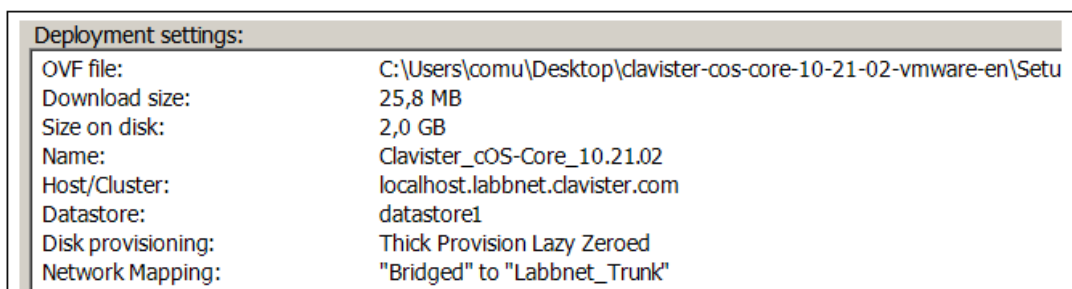 Deployment settings:
OVF file: C:\Users\comu\Desktop\clavister-cos-core-10-21-02-vmware-en\Setu
Download size: 25,8 MB
Size on disk: 2,0 GB
Name: Clavister_cOS-Core_10.21.02
Host/Cluster: localhost.labbnet.clavister.com
Datastore: datastore1
Disk provisioning: Thick Provision Lazy Zeroed
Network Mapping: "Bridged" to "Labbnet_Trunk"